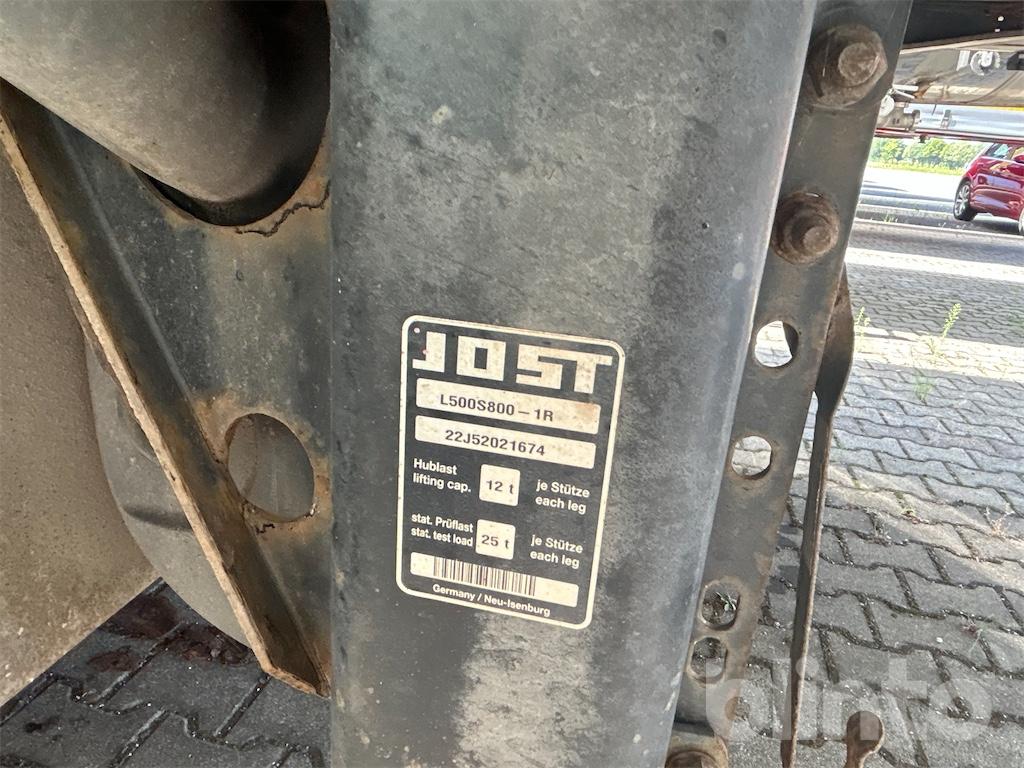 JOST
L500S800-1R
22J52021674
Hublast
lifting cap.
12 t
je Stütze
each leg
stat. Prüflast
stat. test load
25 t
je Stütze
each leg
Germany / Neu-Isenburg
blinto